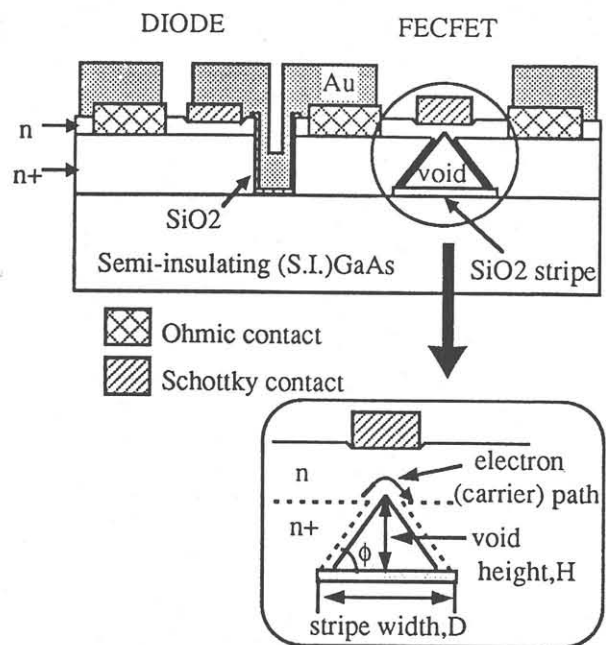 DIODE
FECFET
Au
n
n+
void
SiO2
SiO2 stripe
Semi-insulating (S.I.)GaAs
Ohmic contact
Schottky contact
n
electron
(carrier) path
n+
void
height,H
ϕ
stripe width,D